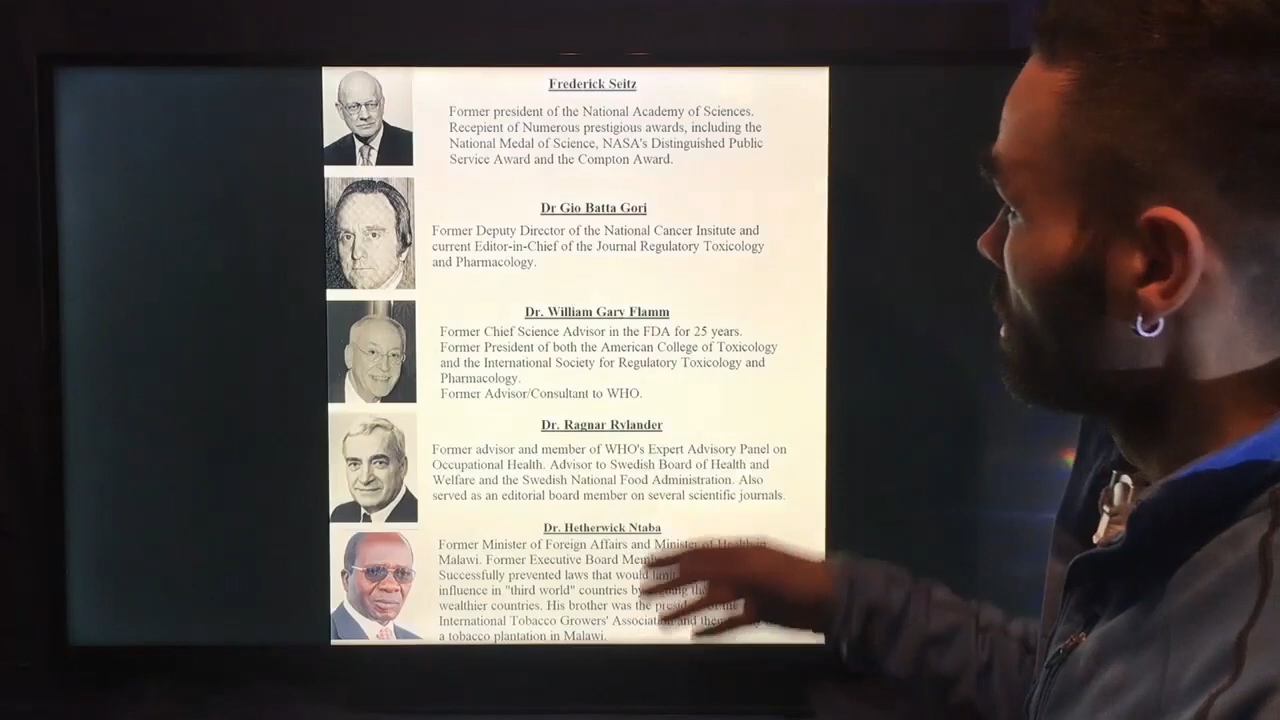 Frederick Seitz
Former president of the National Academy of Sciences.
Recepient of Numerous prestigious awards, including the
National Medal of Science, NASA's Distinguished Public
Service Award and the Compton Award.
Dr Gio Batta Gori
Former Deputy Director of the National Cancer Insitute and
current Editor-in-Chief of the Journal Regulatory Toxicology
and Pharmacology.
Dr. William Gary Flamm
Former Chief Science Advisor in the FDA for 25 years.
Former President of both the American College of Toxicology
and the International Society for Regulatory Toxicology and
Pharmacology.
Former Advisor/Consultant to WHO.
Dr. Ragnar Rylander
Former advisor and member of WHO's Expert Advisory Panel on
Occupational Health. Advisor to Swedish Board of Health and
Welfare and the Swedish National Food Administration. Also
served as an editorial board member on several scientific journals.
Dr. Hetherwick Ntaba
Former Minister of Foreign Affairs and Minister of Health in
Malawi. Former Executive Board
Successfully prevented laws that would
influence in "third world" countries by
wealthier countries. His brother was the
International Tobacco Growers' Association and
a tobacco plantation in Malawi.